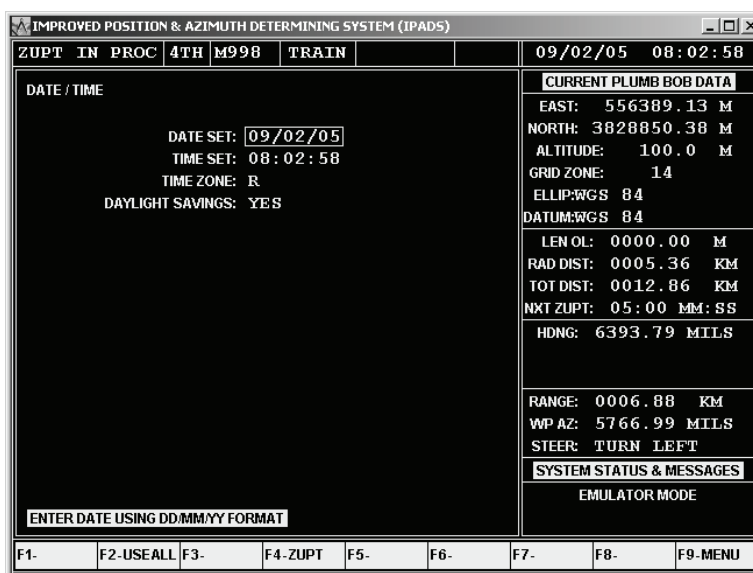 IMPROVED POSITION & AZIMUTH DETERMINING SYSTEM (IPADS)
ZUPT IN PROC 4TH M998 TRAIN 09/02/05 08:02:58
DATE / TIME
DATE SET: 09/02/05
TIME SET: 08:02:58
TIME ZONE: R
DAYLIGHT SAVINGS: YES
ENTER DATE USING DD/MM/YY FORMAT
CURRENT PLUMB BOB DATA
EAST: 556389.13 M
NORTH: 3828850.38 M
ALTITUDE: 100.0 M
GRID ZONE: 14
ELLIP:WGS 84
DATUM:WGS 84
LEN OL: 0000.00 M
RAD DIST: 0005.36 KM
TOT DIST: 0012.86 KM
NXT ZUPT: 05:00 MM:SS
HDNG: 6393.79 MILS
RANGE: 0006.88 KM
WP AZ: 5766.99 MILS
STEER: TURN LEFT
SYSTEM STATUS & MESSAGES
EMULATOR MODE
F1- F2-USEALL F3- F4-ZUPT F5- F6- F7- F8- F9-MENU